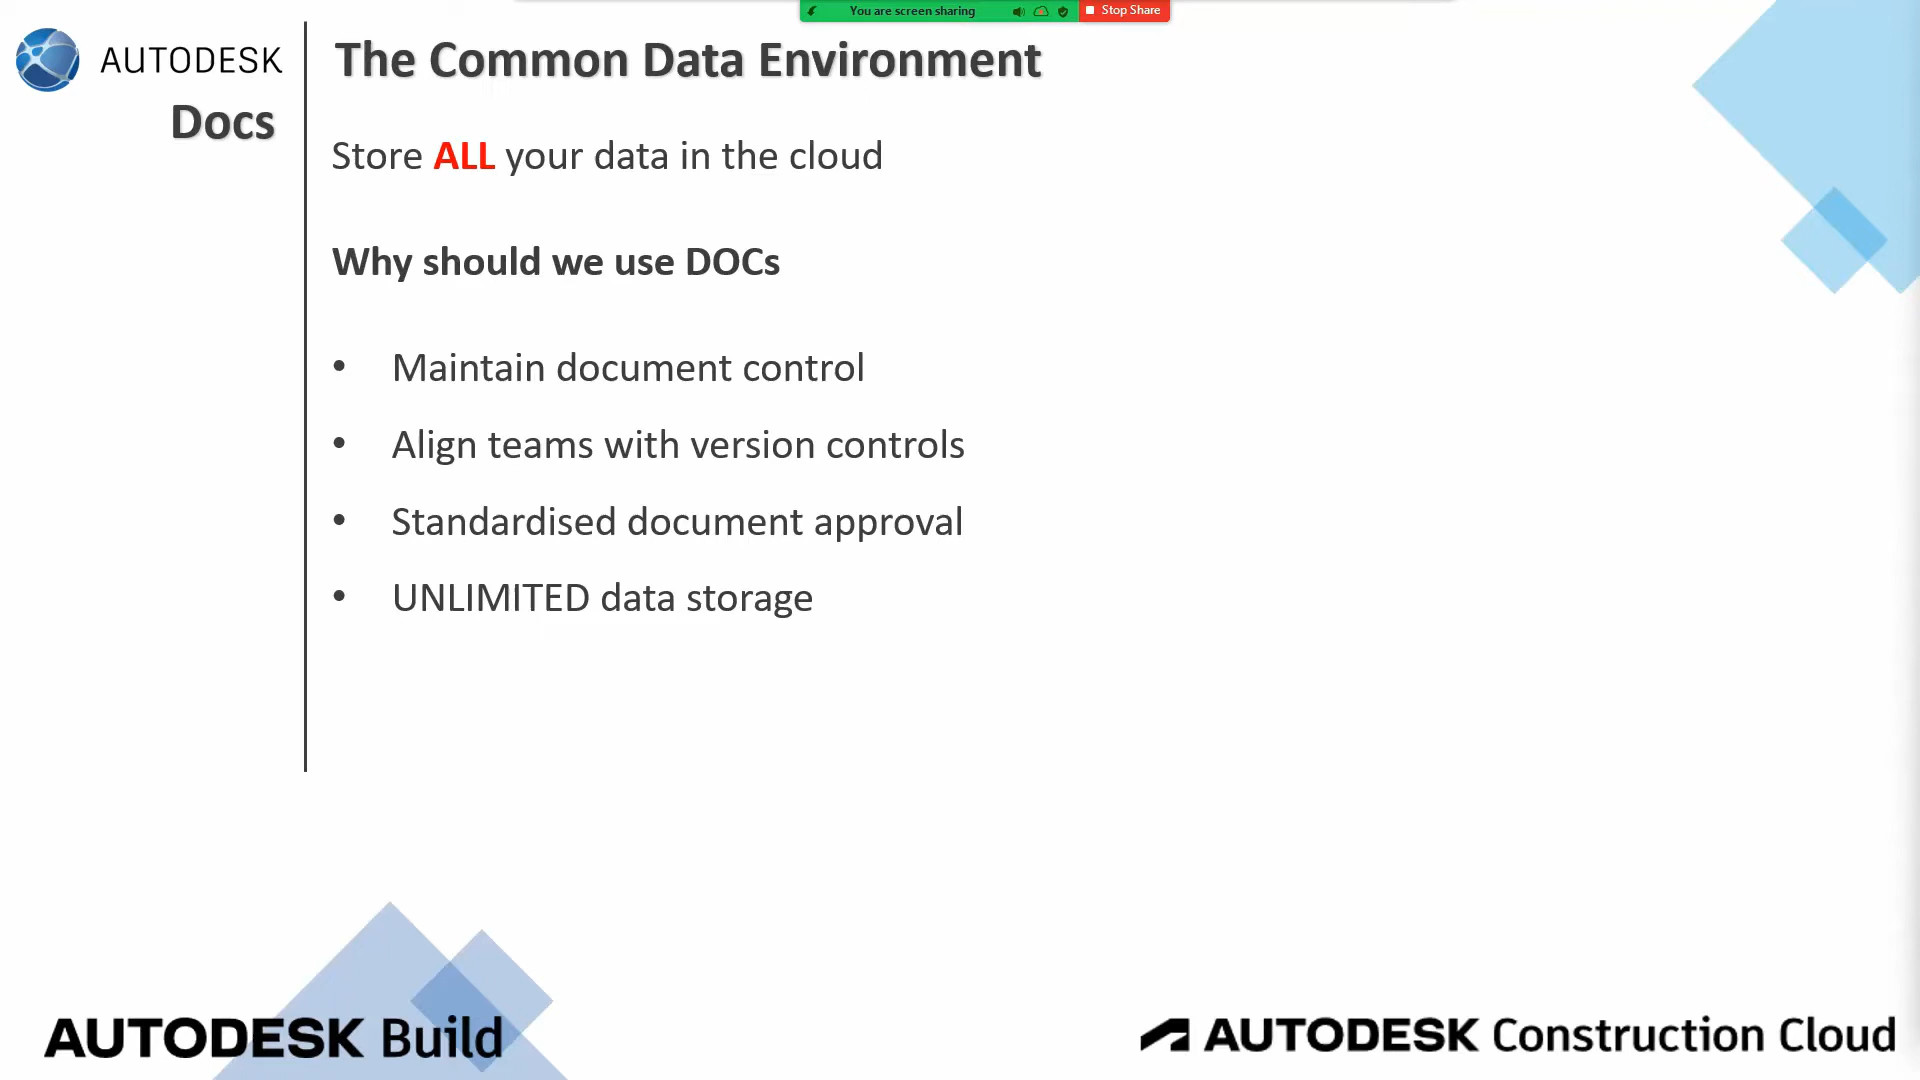 You are screen sharing
Stop Share
AUTODESK
Docs
The Common Data Environment
Store ALL your data in the cloud
Why should we use DOCs
• Maintain document control
• Align teams with version controls
• Standardised document approval
• UNLIMITED data storage
AUTODESK Build
AUTODESK Construction Cloud